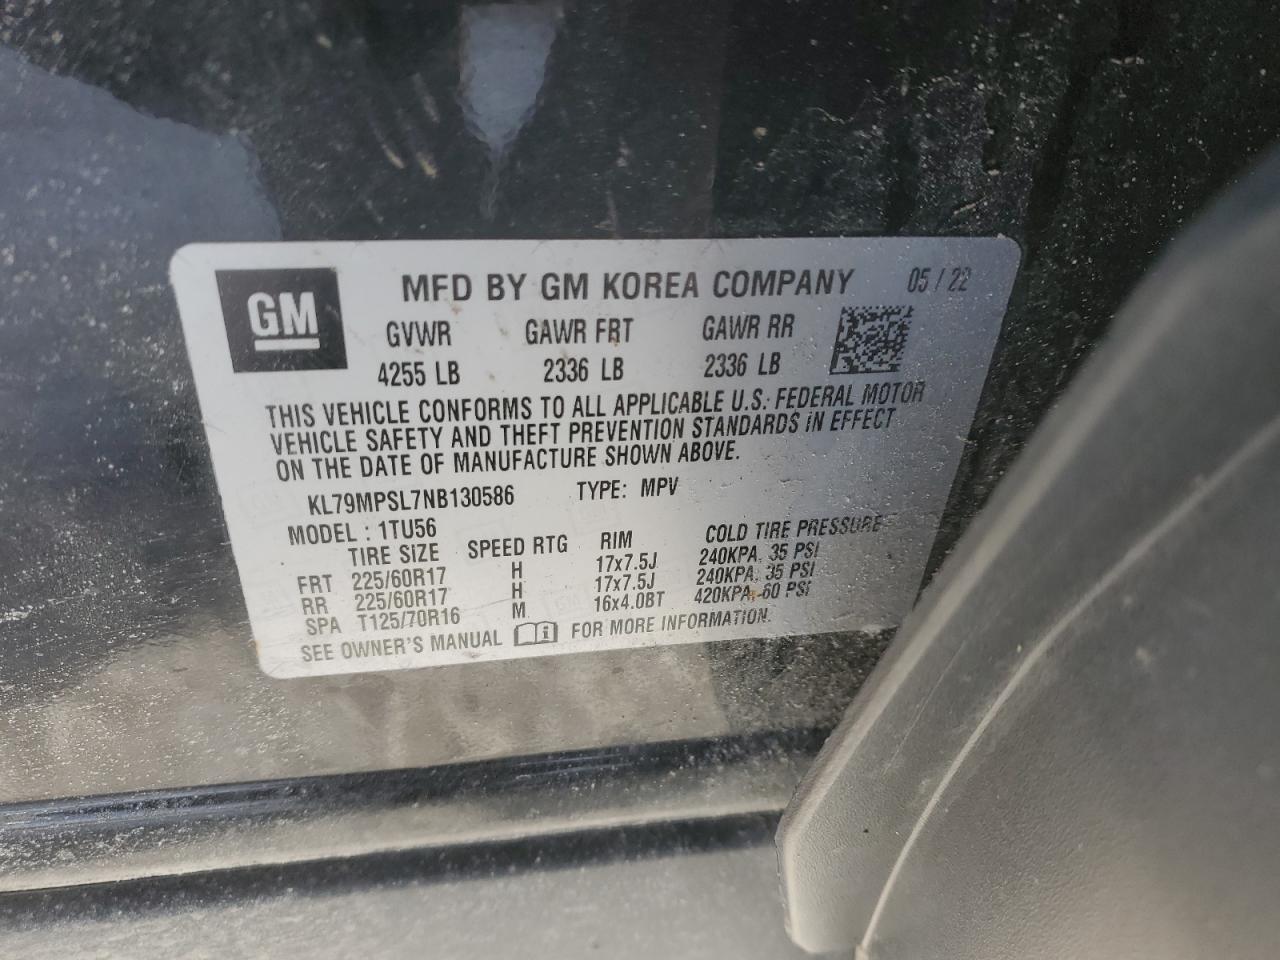 GM
MFD BY GM KOREA COMPANY 05 / 22
GVWR GAWR FRT GAWR RR
4255 LB 2336 LB 2336 LB
THIS VEHICLE CONFORMS TO ALL APPLICABLE U.S. FEDERAL MOTOR
VEHICLE SAFETY AND THEFT PREVENTION STANDARDS IN EFFECT
ON THE DATE OF MANUFACTURE SHOWN ABOVE.
KL79MPSL7NB130586 TYPE: MPV
MODEL : 1TU56
TIRE SIZE SPEED RTG RIM COLD TIRE PRESSURE
FRT 225/60R17 H 17x7.5J 240KPA, 35 PSI
RR 225/60R17 H 17x7.5J 240KPA, 35 PSI
SPA T125/70R16 M 16x4.0BT 420KPA, 60 PSI
SEE OWNER'S MANUAL FOR MORE INFORMATION.